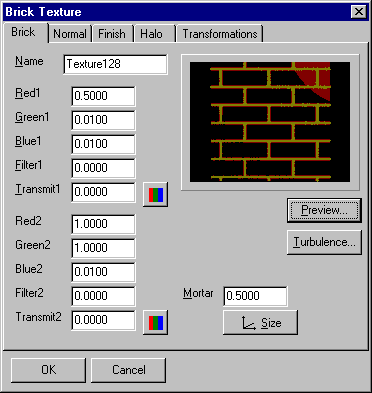 Brick Texture
Brick Normal Finish Halo Transformations
Name Texture128
Red1 0.5000
Green1 0.0100
Blue1 0.0100
Filter1 0.0000
Transmit1 0.0000
Preview...
Red2 1.0000
Green2 1.0000
Turbulence...
Blue2 0.0100
Filter2 0.0000 Mortar 0.5000
Transmit2 0.0000 Size
OK Cancel